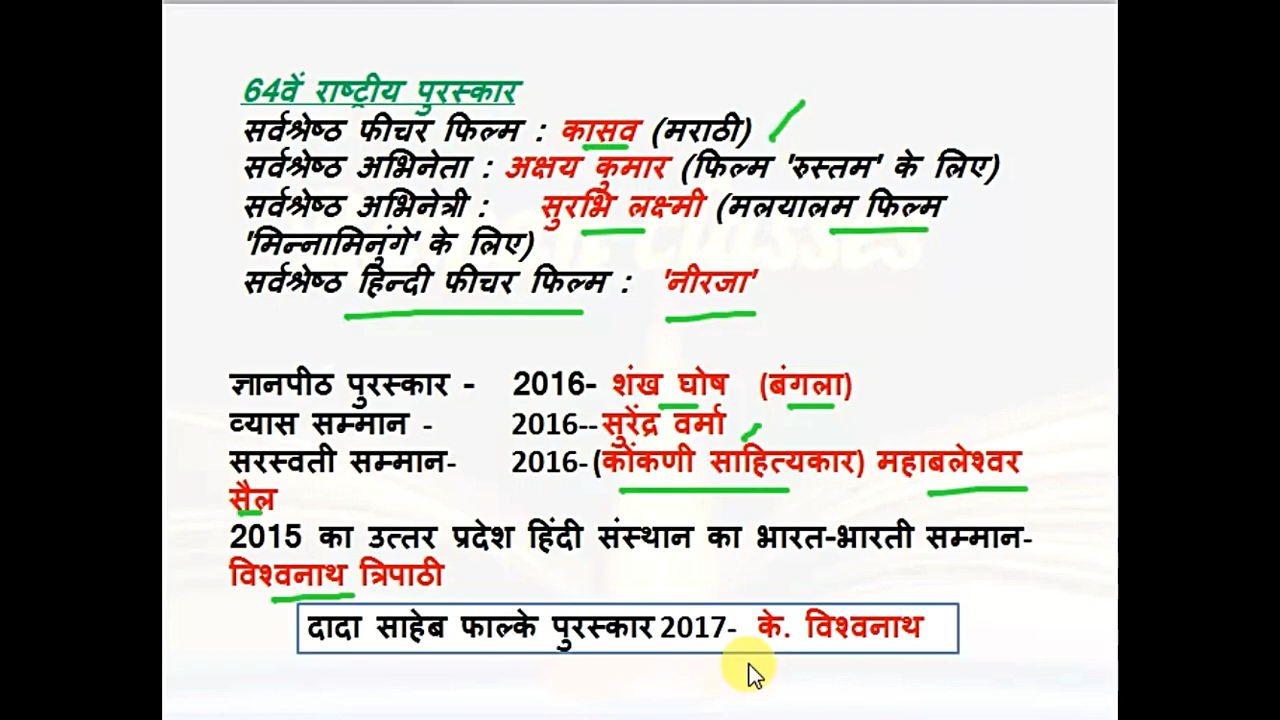 64वें राष्ट्रीय पुरस्कार
सर्वश्रेष्ठ फीचर फिल्म : कासव (मराठी)
सर्वश्रेष्ठ अभिनेता : अक्षय कुमार (फिल्म 'रुस्तम' के लिए)
सर्वश्रेष्ठ अभिनेत्री : सुरभि लक्ष्मी (मलयालम फिल्म
'मिन्नामिनुंगे' के लिए)
सर्वश्रेष्ठ हिन्दी फीचर फिल्म : 'नीरजा'
ज्ञानपीठ पुरस्कार - 2016- शंख घोष (बंगला)
व्यास सम्मान - 2016--सुरेंद्र वर्मा
सरस्वती सम्मान- 2016-(कोंकणी साहित्यकार) महाबलेश्वर
सैल
2015 का उत्तर प्रदेश हिंदी संस्थान का भारत-भारती सम्मान-
विश्वनाथ त्रिपाठी
दादा साहेब फाल्के पुरस्कार 2017- के. विश्वनाथ